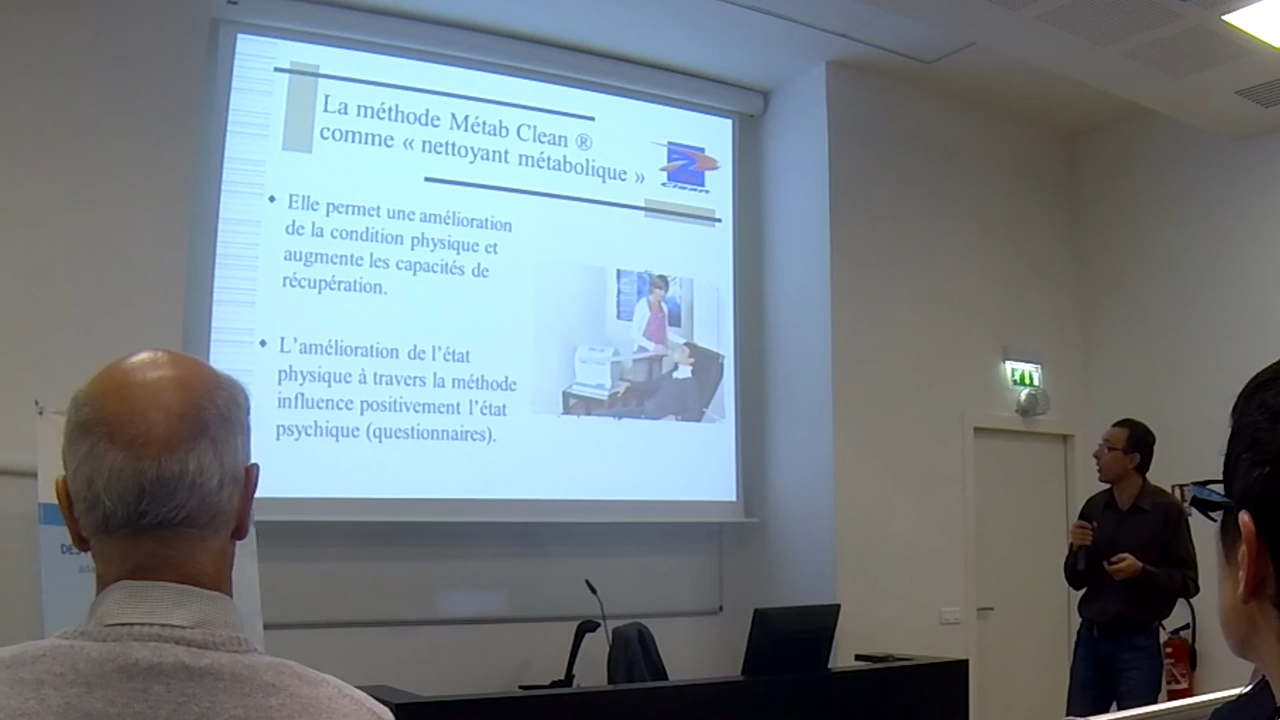 La méthode Métab Clean ®
comme « nettoyant métabolique »
2
Clean
◆ Elle permet une amélioration
de la condition physique et
augmente les capacités de
récupération.
◆ L'amélioration de l'état
physique à travers la méthode
influence positivement l'état
psychique (questionnaires).